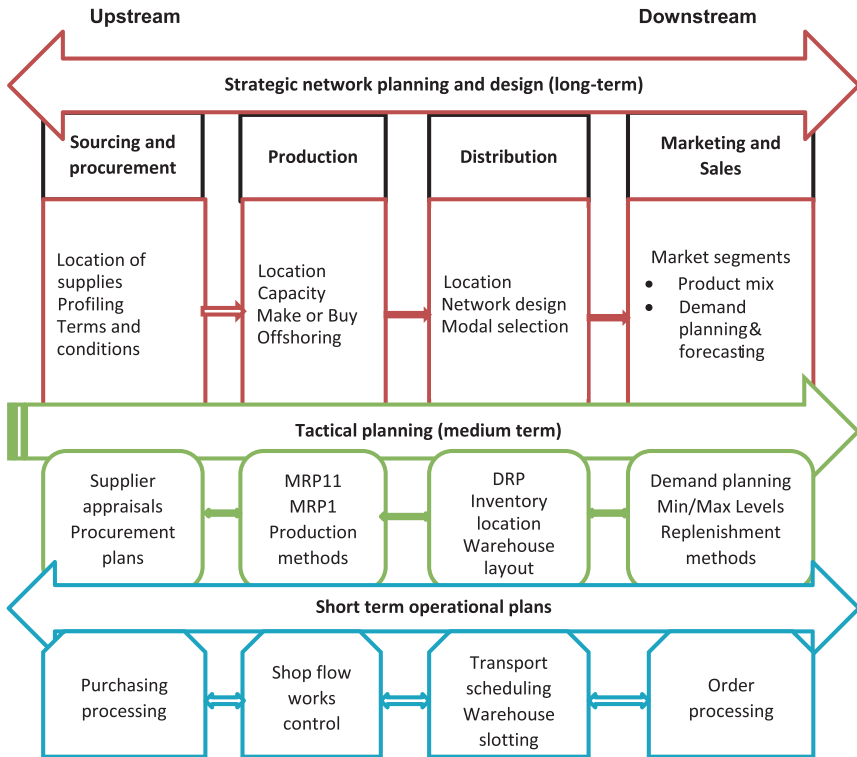 Upstream
Downstream
Strategic network planning and design (long-term)
Sourcing and
procurement
Production
Distribution
Marketing and
Sales
Location of
supplies
Profiling
Terms and
conditions
Location
Capacity
Make or Buy
Offshoring
Location
Network design
Modal selection
Market segments
• Product mix
• Demand
planning&
forecasting
Tactical planning (medium term)
Supplier
appraisals
Procurement
plans
MRP11
MRP1
Production
methods
DRP
Inventory
location
Warehouse
layout
Demand planning
Min/Max Levels
Replenishment
methods
Short term operational plans
Purchasing
processing
Shop flow
works
control
Transport
scheduling
Warehouse
slotting
Order
processing